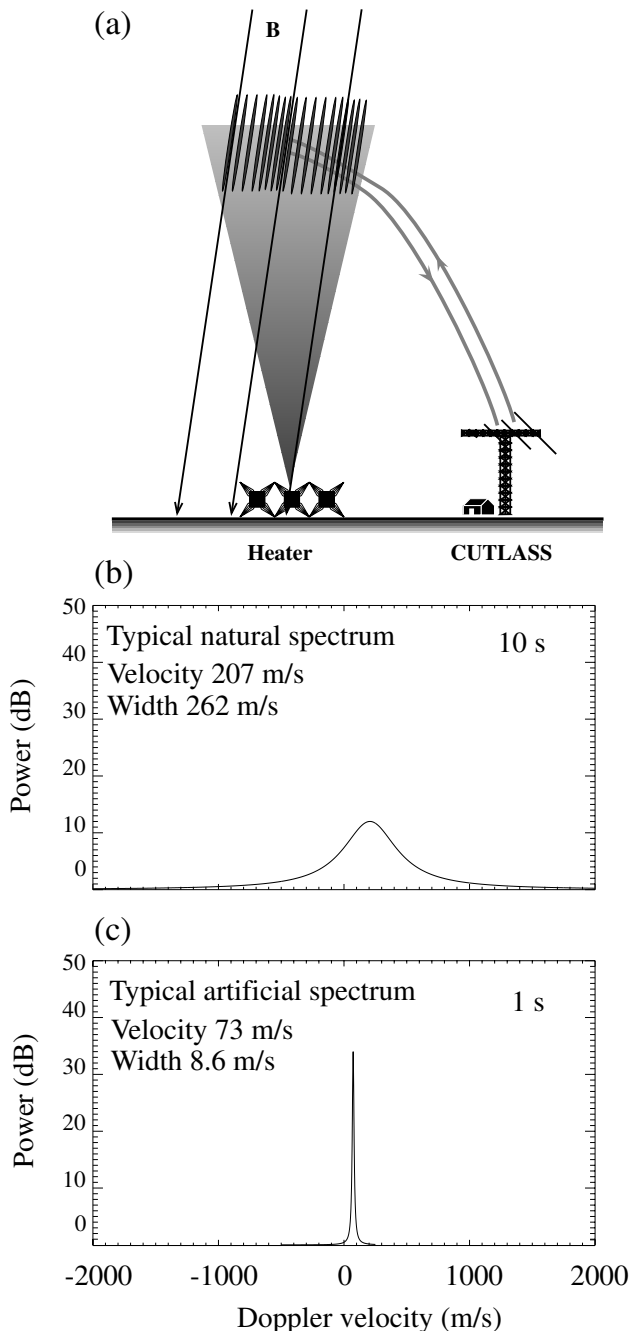 (a)
B
Heater
CUTLASS
(b)
50
40
30
20
10
0
Power (dB)
Typical natural spectrum
10 s
Velocity 207 m/s
Width 262 m/s
(c)
50
40
30
20
10
0
Power (dB)
Typical artificial spectrum
1 s
Velocity 73 m/s
Width 8.6 m/s
-2000 -1000 0 1000 2000
Doppler velocity (m/s)